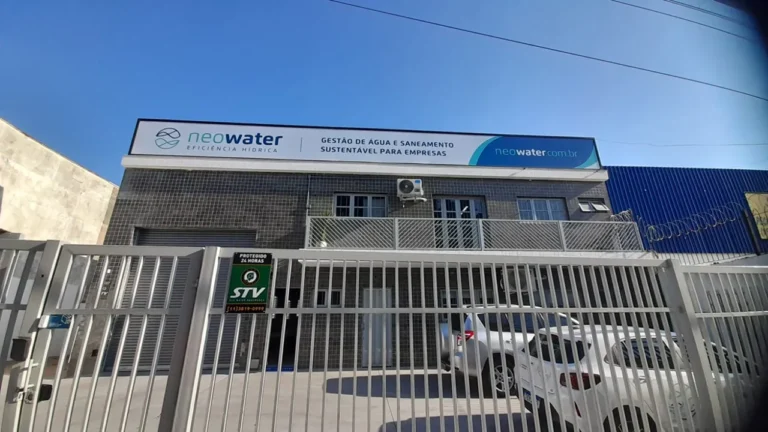 neowater
EFICIÊNCIA HÍDRICA
GESTÃO DE ÁGUA E SANEAMENTO
SUSTENTÁVEL PARA EMPRESAS
neowater.com.br
PROTEGIDO
24 HORAS
STV